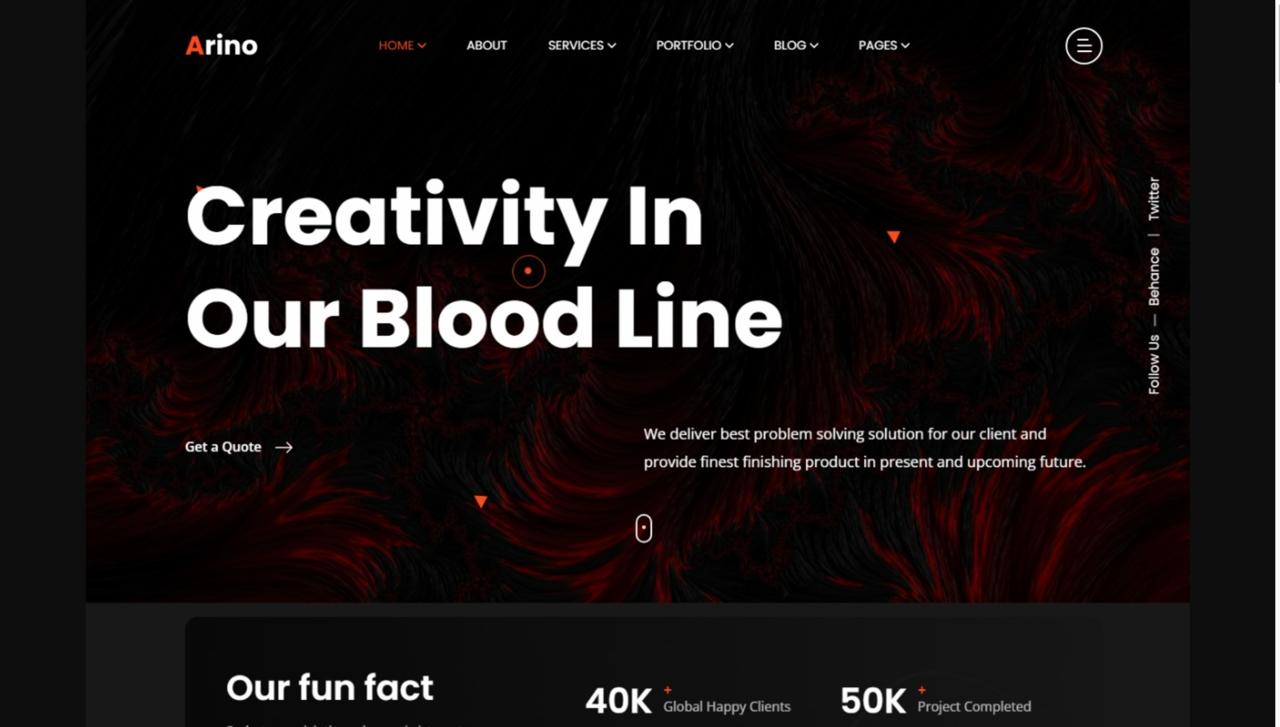 Arino
HOME
ABOUT
SERVICES
PORTFOLIO
BLOG
PAGES
Creativity In
Our Blood Line
Follow Us — Behance | Twitter
Get a Quote
We deliver best problem solving solution for our client and
provide finest finishing product in present and upcoming future.
Our fun fact
40K + Global Happy Clients
50K + Project Completed